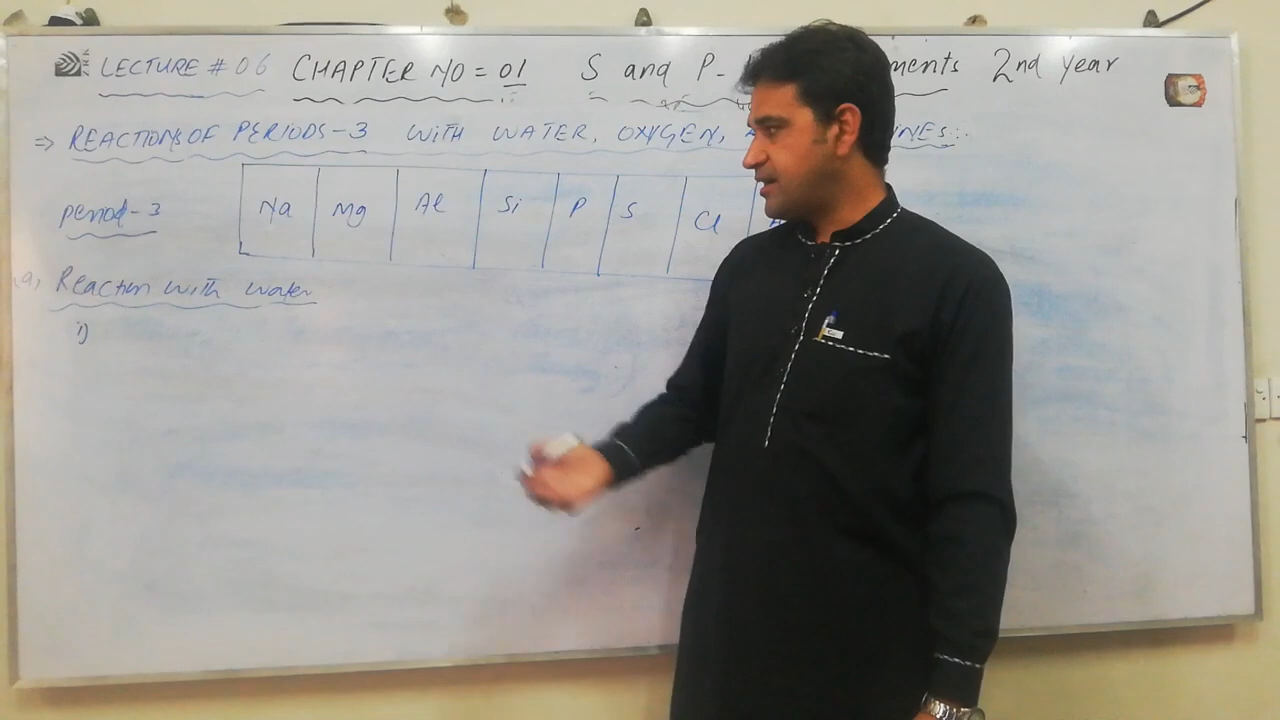 LECTURE # 06 CHAPTER NO = 01 S and P- ments 2nd year
⇒ REACTIONS OF PERIODS-3 WITH WATER, OXYGEN, INES:.
period-3 Na Mg Al Si P S Cl A
a, Reaction with water
i)